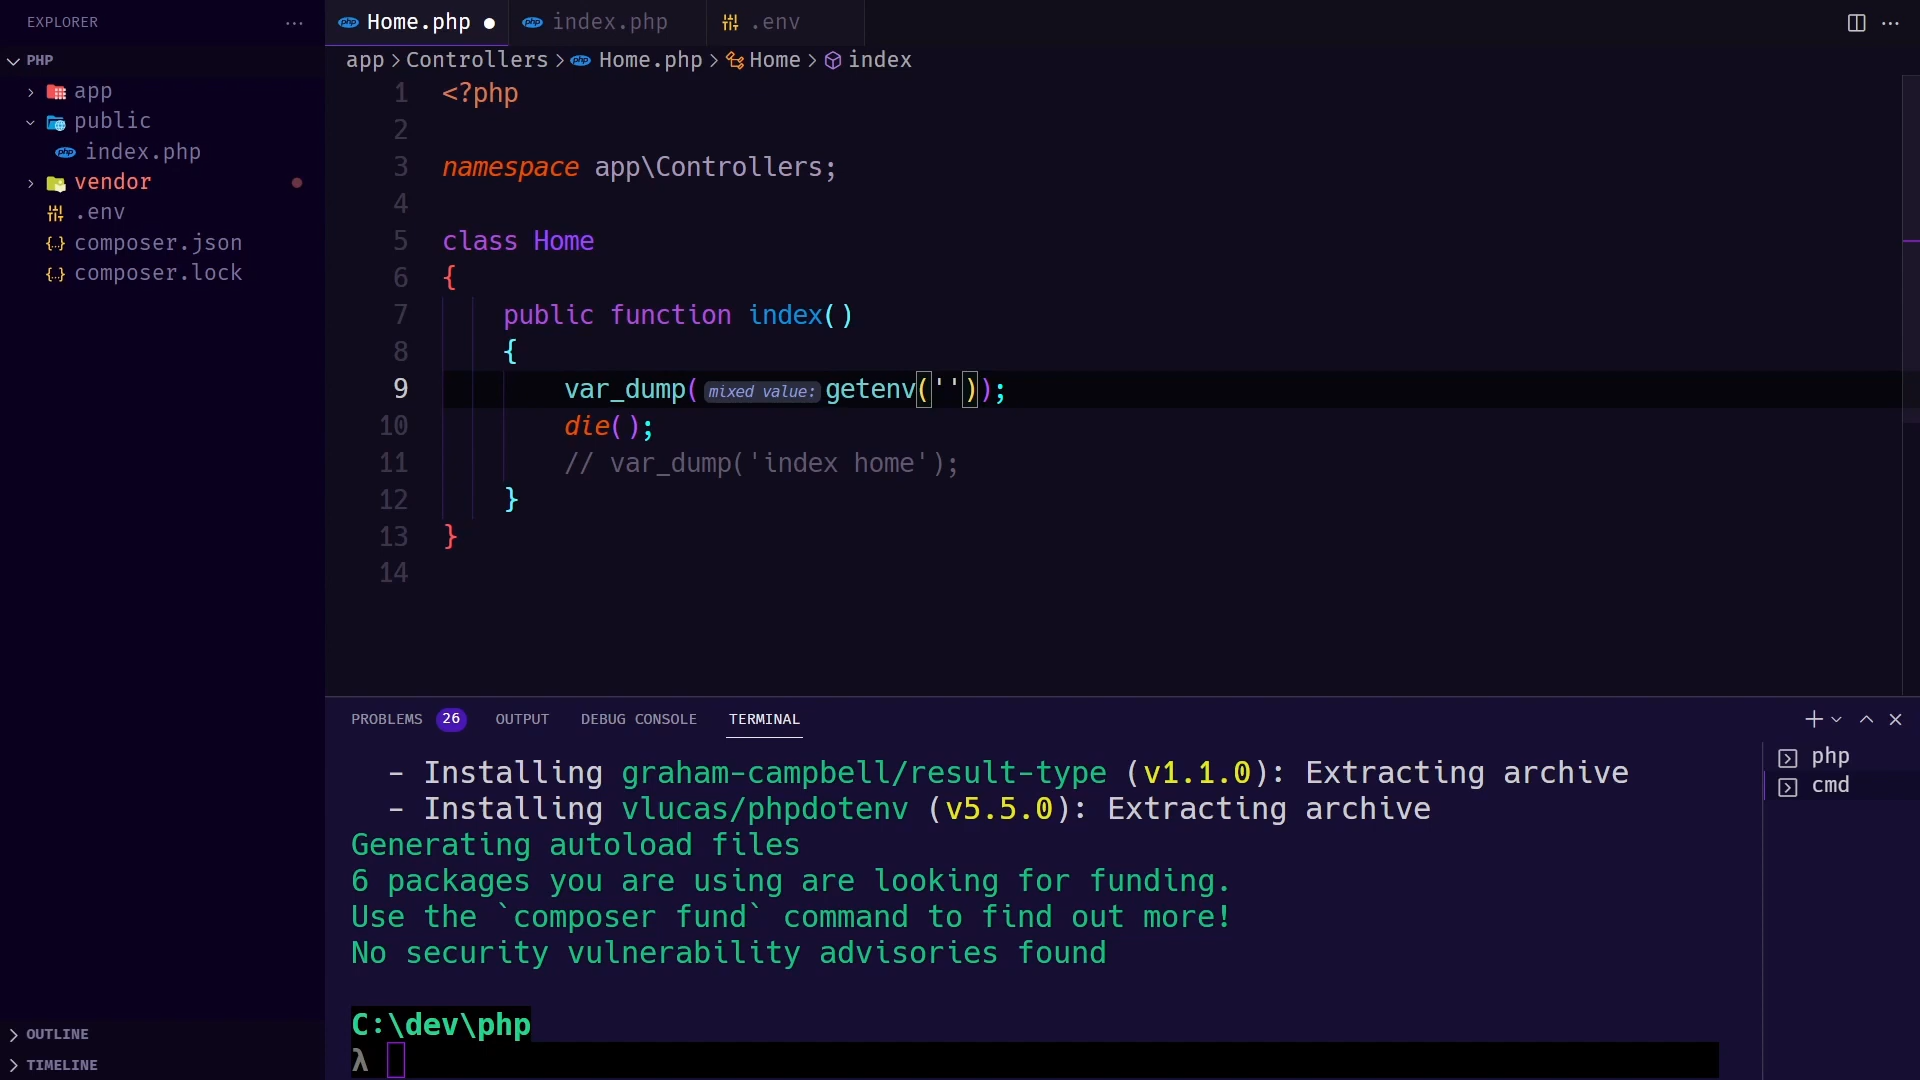 EXPLORER
PHP
app
public
index.php
vendor
.env
composer.json
composer.lock
OUTLINE
TIMELINE
Home.php
index.php
.env
app > Controllers > Home.php > Home > index
1 <?php
2
3 namespace app\Controllers;
4
5 class Home
6 {
7 public function index()
8 {
9 var_dump(mixed value:getenv(''));
10 die();
11 // var_dump('index home');
12 }
13 }
14
PROBLEMS 26 OUTPUT DEBUG CONSOLE TERMINAL
- Installing graham-campbell/result-type (v1.1.0): Extracting archive
- Installing vlucas/phpdotenv (v5.5.0): Extracting archive
Generating autoload files
6 packages you are using are looking for funding.
Use the `composer fund` command to find out more!
No security vulnerability advisories found
C:\dev\php
λ
php
cmd